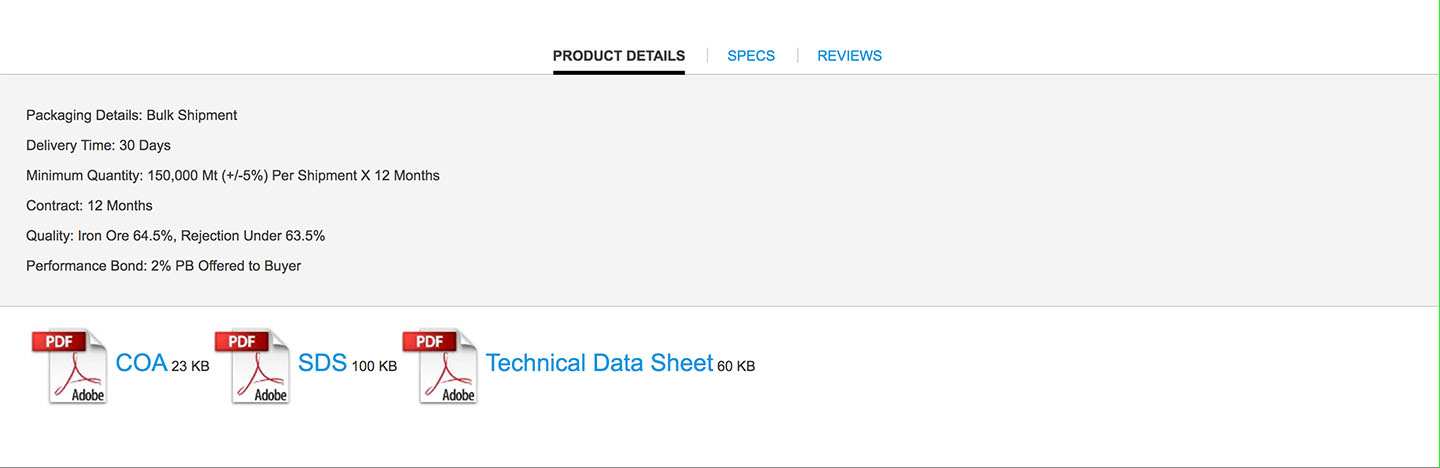 PRODUCT DETAILS SPECS REVIEWS
Packaging Details: Bulk Shipment
Delivery Time: 30 Days
Minimum Quantity: 150,000 Mt (+/-5%) Per Shipment X 12 Months
Contract: 12 Months
Quality: Iron Ore 64.5%, Rejection Under 63.5%
Performance Bond: 2% PB Offered to Buyer
PDF Adobe COA 23 KB PDF Adobe SDS 100 KB PDF Adobe Technical Data Sheet 60 KB